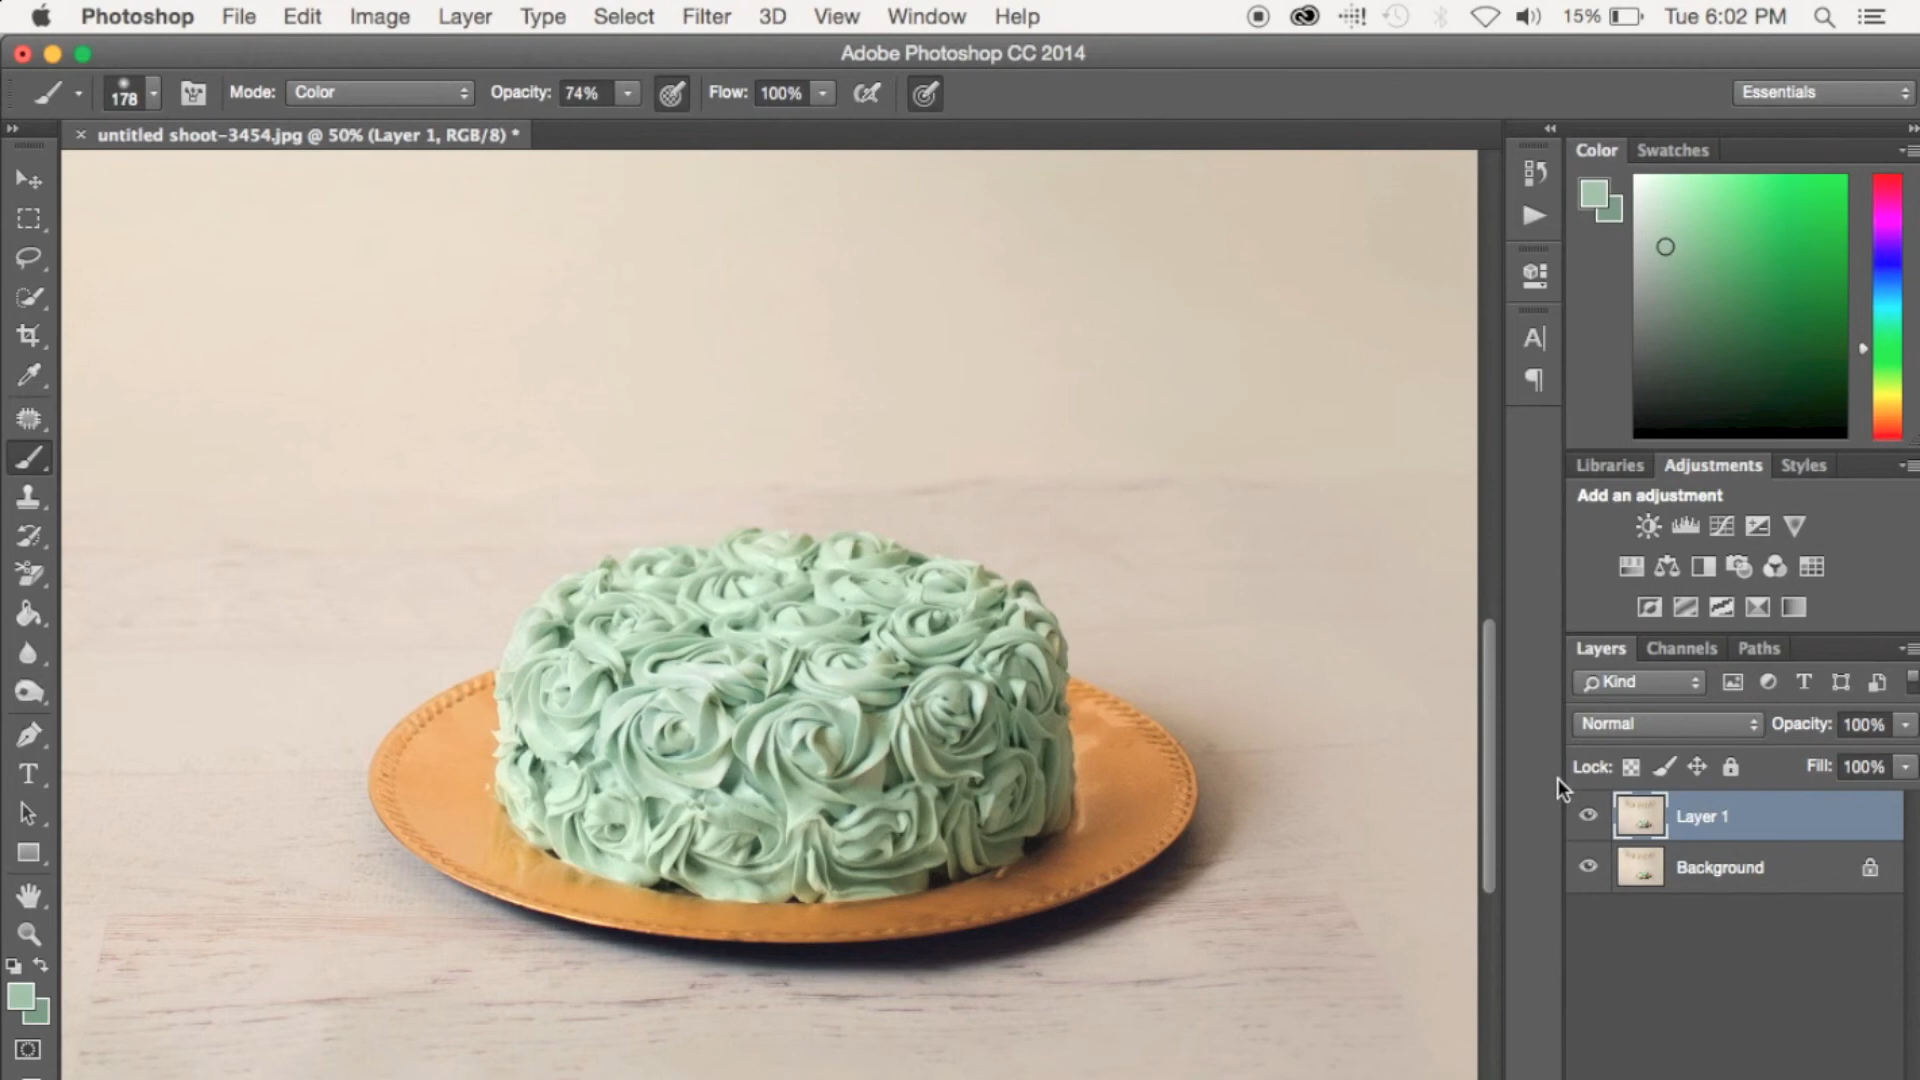 Photoshop File Edit Image Layer Type Select Filter 3D View Window Help 15% Tue 6:02 PM
Adobe Photoshop CC 2014
178 Mode: Color Opacity: 74% Flow: 100% Essentials
× untitled shoot-3454.jpg @ 50% (Layer 1, RGB/8) *
Color Swatches
Libraries Adjustments Styles
Add an adjustment
Layers Channels Paths
Kind
Normal Opacity: 100%
Lock: Fill: 100%
Layer 1
Background